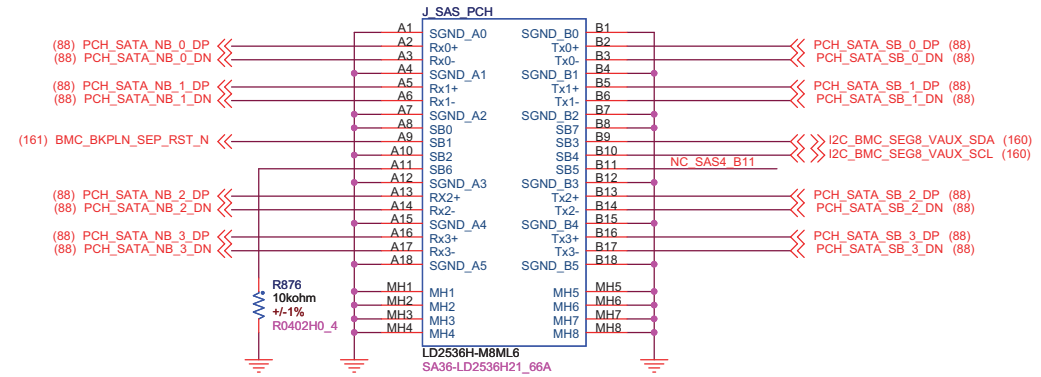 J_SAS_PCH
A1 SGND_A0 SGND_B0 B1
(88) PCH_SATA_NB_0_DP A2 Rx0+ Tx0+ B2 PCH_SATA_SB_0_DP (88)
(88) PCH_SATA_NB_0_DN A3 Rx0- Tx0- B3 PCH_SATA_SB_0_DN (88)
A4 SGND_A1 SGND_B1 B4
(88) PCH_SATA_NB_1_DP A5 Rx1+ Tx1+ B5 PCH_SATA_SB_1_DP (88)
(88) PCH_SATA_NB_1_DN A6 Rx1- Tx1- B6 PCH_SATA_SB_1_DN (88)
A7 SGND_A2 SGND_B2 B7
A8 SB0 SB7 B8
(161) BMC_BKPLN_SEP_RST_N A9 SB1 SB3 B9 I2C_BMC_SEG8_VAUX_SDA (160)
A10 SB2 SB4 B10 I2C_BMC_SEG8_VAUX_SCL (160)
A11 SB6 SB5 B11 NC_SAS4_B11
A12 SGND_A3 SGND_B3 B12
(88) PCH_SATA_NB_2_DP A13 RX2+ Tx2+ B13 PCH_SATA_SB_2_DP (88)
(88) PCH_SATA_NB_2_DN A14 Rx2- Tx2- B14 PCH_SATA_SB_2_DN (88)
A15 SGND_A4 SGND_B4 B15
(88) PCH_SATA_NB_3_DP A16 Rx3+ Tx3+ B16 PCH_SATA_SB_3_DP (88)
(88) PCH_SATA_NB_3_DN A17 Rx3- Tx3- B17 PCH_SATA_SB_3_DN (88)
A18 SGND_A5 SGND_B5 B18
R876
10kohm
+/-1%
R0402H0_4
MH1 MH1 MH5 MH5
MH2 MH2 MH6 MH6
MH3 MH3 MH7 MH7
MH4 MH4 MH8 MH8
LD2536H-M8ML6
SA36-LD2536H21_66A